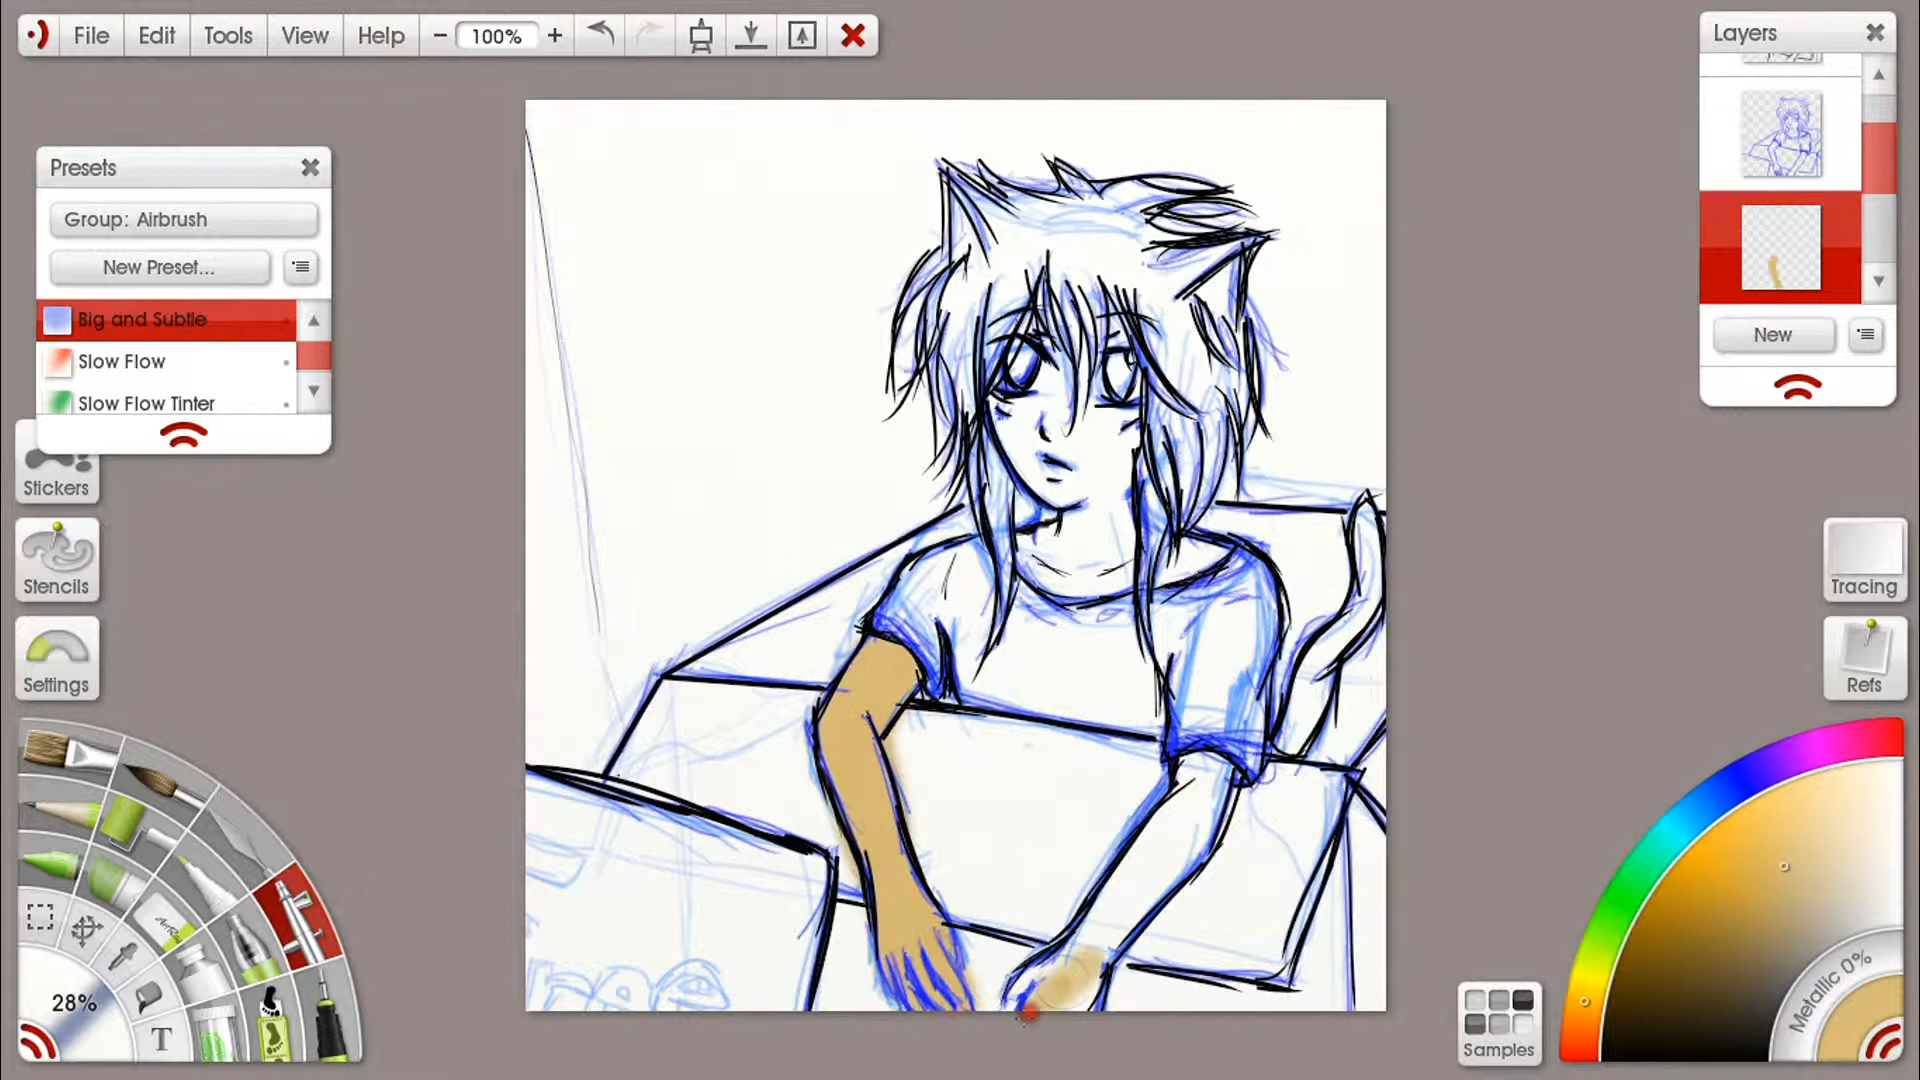 File Edit Tools View Help − 100% +
Layers
Presets
Group: Airbrush
New Preset...
Big and Subtle
Slow Flow
Slow Flow Tinter
New
Stickers
Stencils
Settings
Tracing
Refs
28%
T
Metallic 0%
Samples